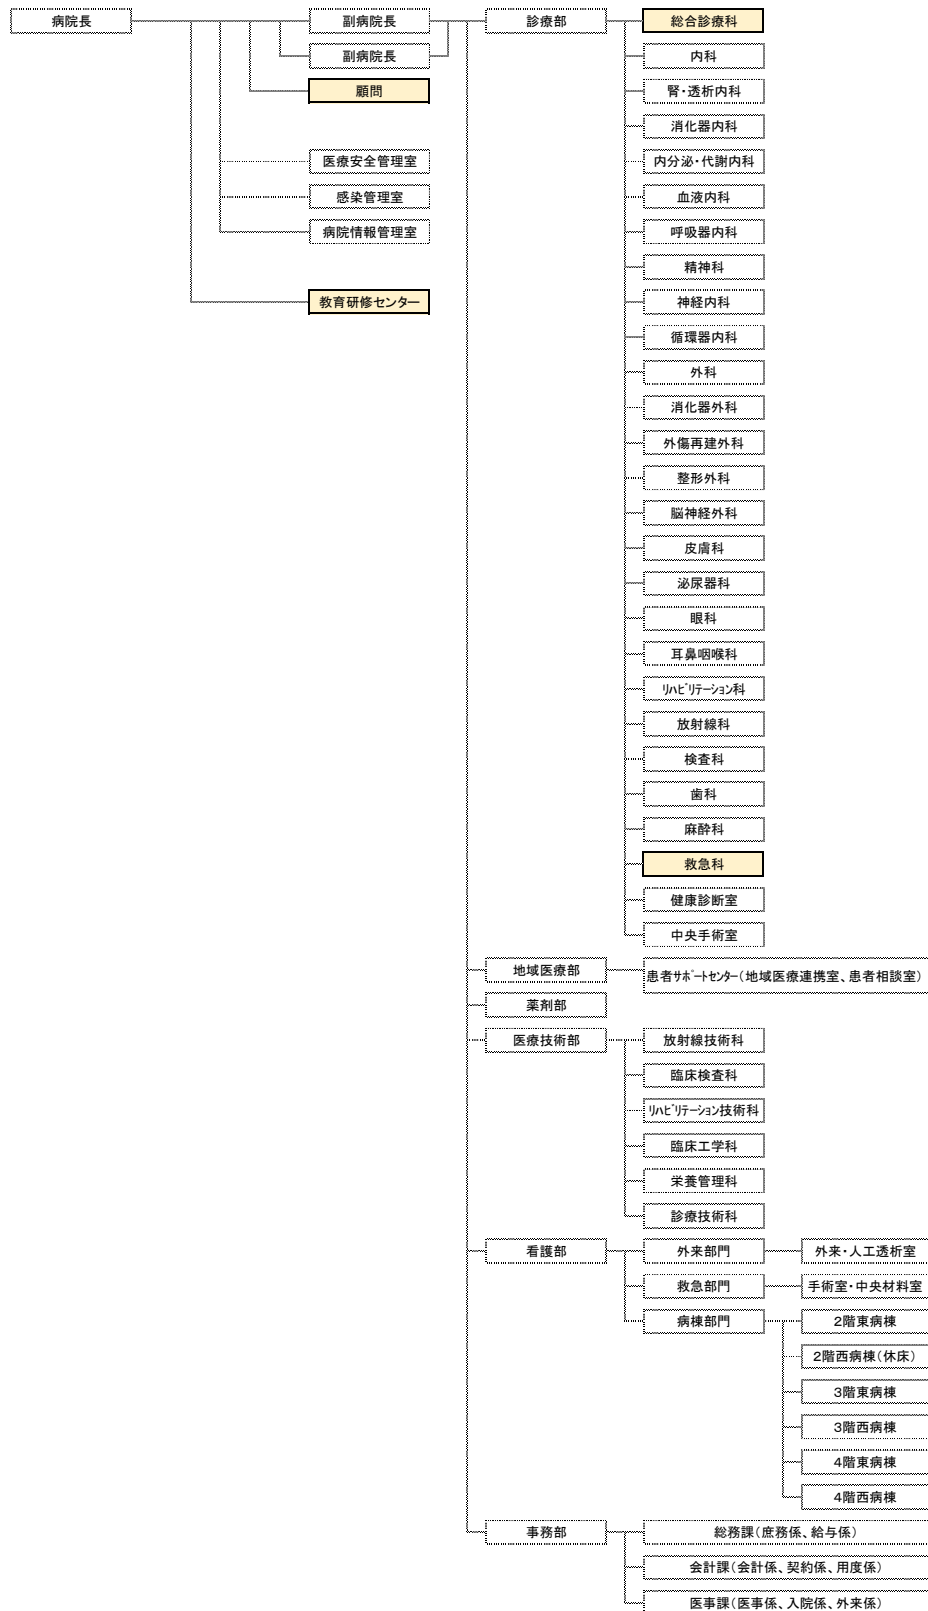 病院長
副病院長
診療部
総合診療科
副病院長
内科
顧問
腎・透析内科
消化器内科
医療安全管理室
内分泌・代謝内科
感染管理室
血液内科
病院情報管理室
呼吸器内科
精神科
教育研修センター
神経内科
循環器内科
外科
消化器外科
外傷再建外科
整形外科
脳神経外科
皮膚科
泌尿器科
眼科
耳鼻咽喉科
ﾘﾊﾋﾞﾘﾃｰｼｮﾝ科
放射線科
検査科
歯科
麻酔科
救急科
健康診断室
中央手術室
地域医療部
患者ｻﾎﾟｰﾄｾﾝﾀｰ(地域医療連携室、患者相談室)
薬剤部
医療技術部
放射線技術科
臨床検査科
ﾘﾊﾋﾞﾘﾃｰｼｮﾝ技術科
臨床工学科
栄養管理科
診療技術科
看護部
外来部門
外来・人工透析室
救急部門
手術室・中央材料室
病棟部門
2階東病棟
2階西病棟(休床)
3階東病棟
3階西病棟
4階東病棟
4階西病棟
事務部
総務課(庶務係、給与係)
会計課(会計係、契約係、用度係)
医事課(医事係、入院係、外来係)